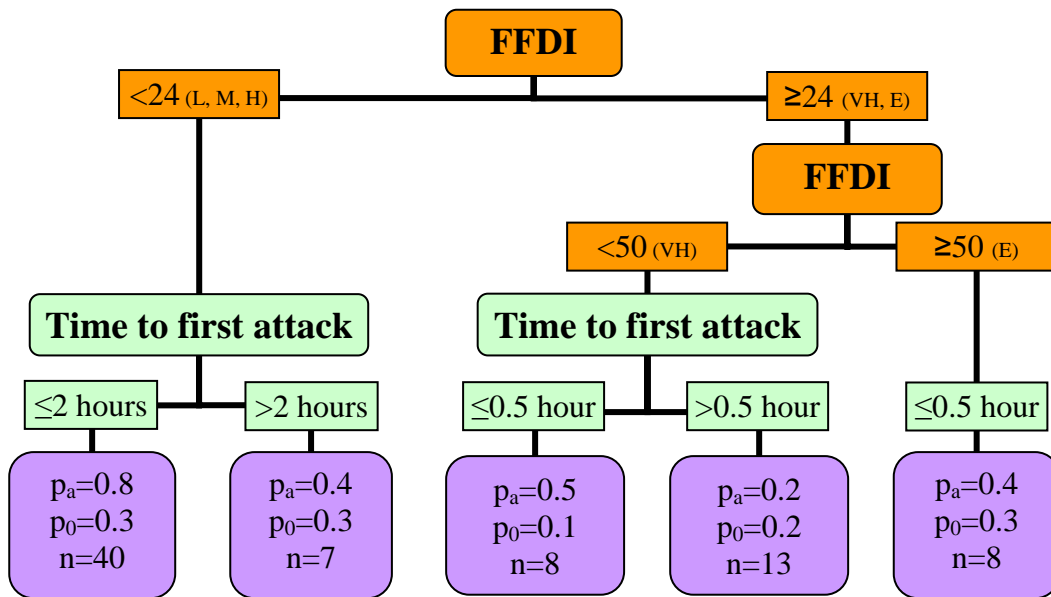 FFDI
<24 (L, M, H)
≥24 (VH, E)
FFDI
<50 (VH)
≥50 (E)
Time to first attack
Time to first attack
≤2 hours
>2 hours
≤0.5 hour
>0.5 hour
≤0.5 hour
pₐ=0.8
p₀=0.3
n=40
pₐ=0.4
p₀=0.3
n=7
pₐ=0.5
p₀=0.1
n=8
pₐ=0.2
p₀=0.2
n=13
pₐ=0.4
p₀=0.3
n=8